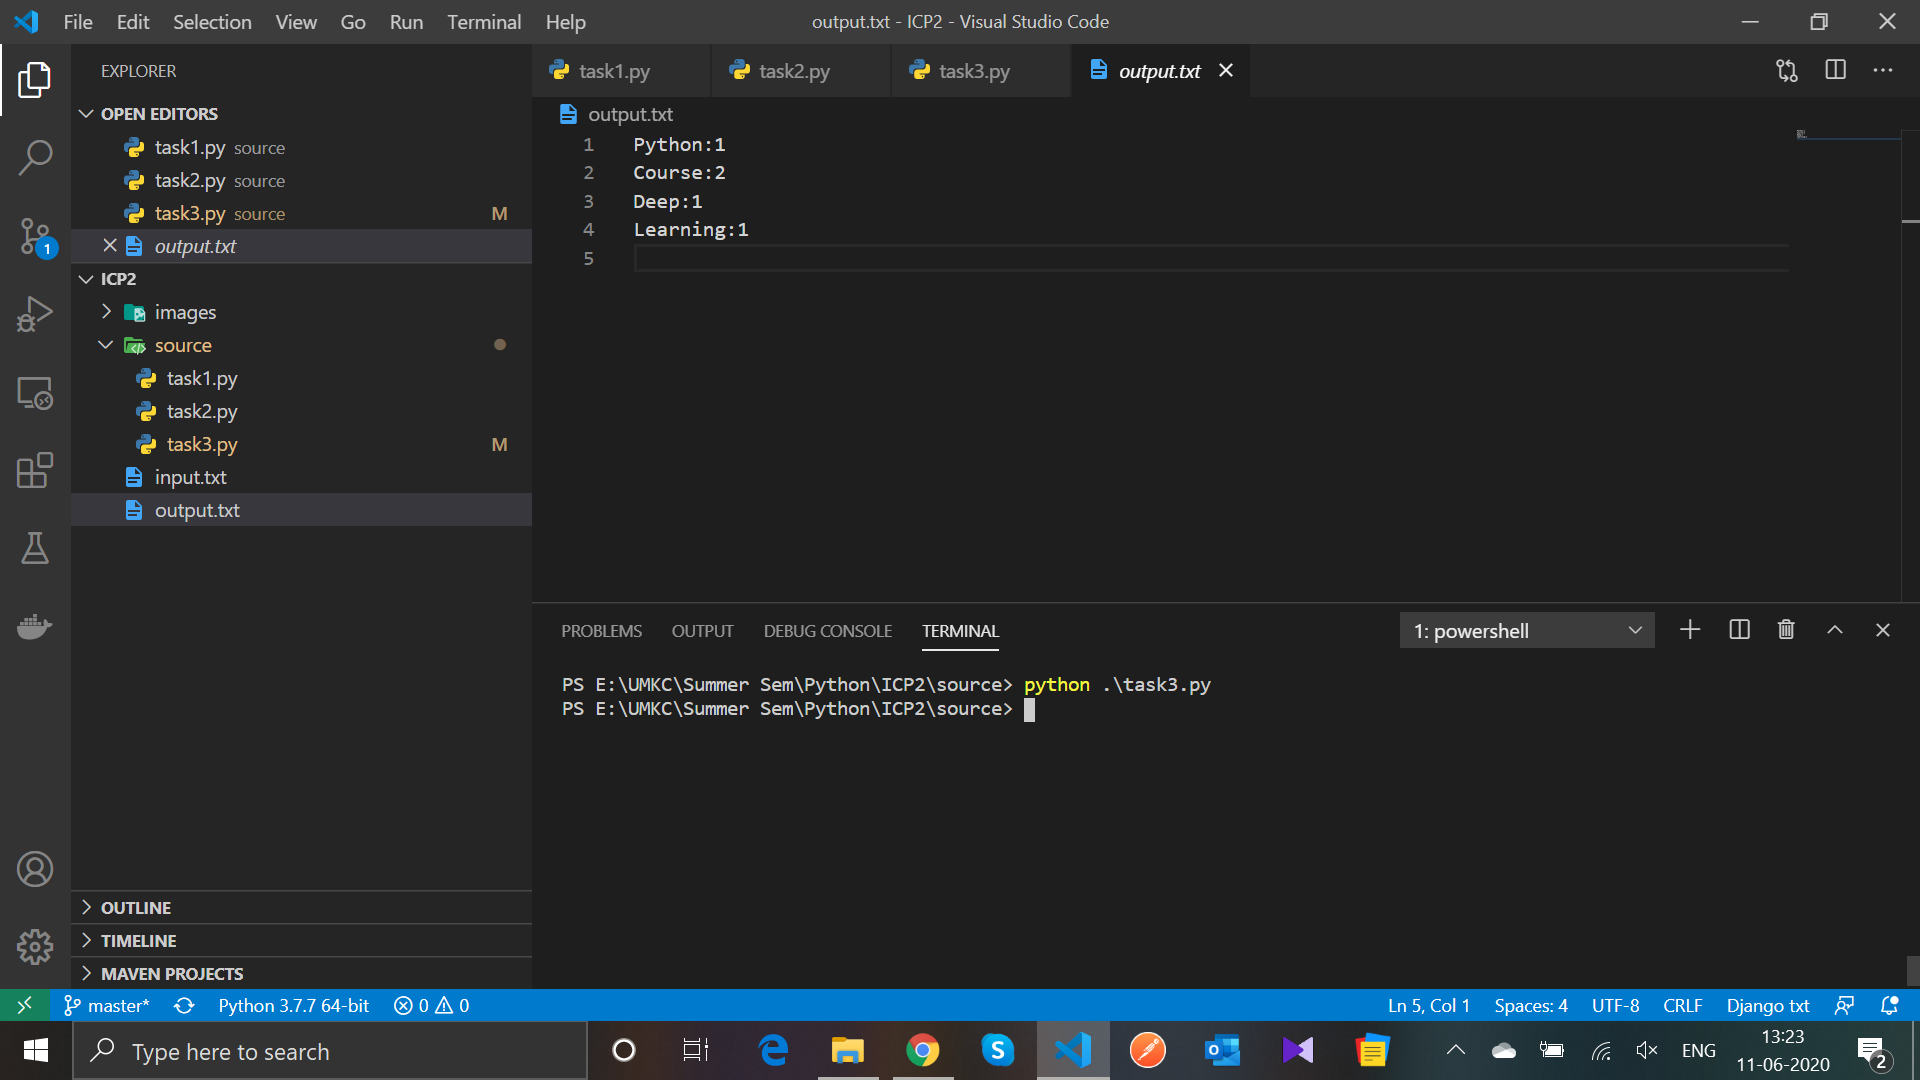 File Edit Selection View Go Run Terminal Help
output.txt - ICP2 - Visual Studio Code
EXPLORER
OPEN EDITORS
task1.py source
task2.py source
task3.py source M
output.txt
ICP2
images
source
task1.py
task2.py
task3.py M
input.txt
output.txt
OUTLINE
TIMELINE
MAVEN PROJECTS
1
task1.py task2.py task3.py output.txt
output.txt
1 Python:1
2 Course:2
3 Deep:1
4 Learning:1
5
PROBLEMS OUTPUT DEBUG CONSOLE TERMINAL
1: powershell
PS E:\UMKC\Summer Sem\Python\ICP2\source> python .\task3.py
PS E:\UMKC\Summer Sem\Python\ICP2\source>
master* Python 3.7.7 64-bit 0 0 Ln 5, Col 1 Spaces: 4 UTF-8 CRLF Django txt
Type here to search
ENG
13:23
11-06-2020
2